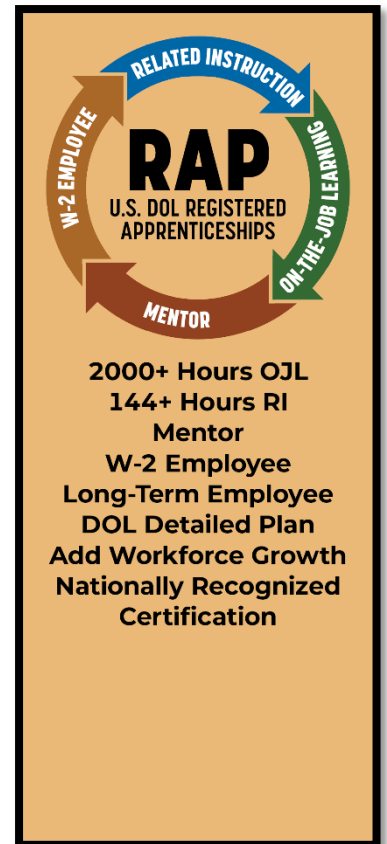 RELATED INSTRUCTION
W-2 EMPLOYEE
RAP
U.S. DOL REGISTERED
APPRENTICESHIPS
ON-THE-JOB LEARNING
MENTOR
2000+ Hours OJL
144+ Hours RI
Mentor
W-2 Employee
Long-Term Employee
DOL Detailed Plan
Add Workforce Growth
Nationally Recognized
Certification